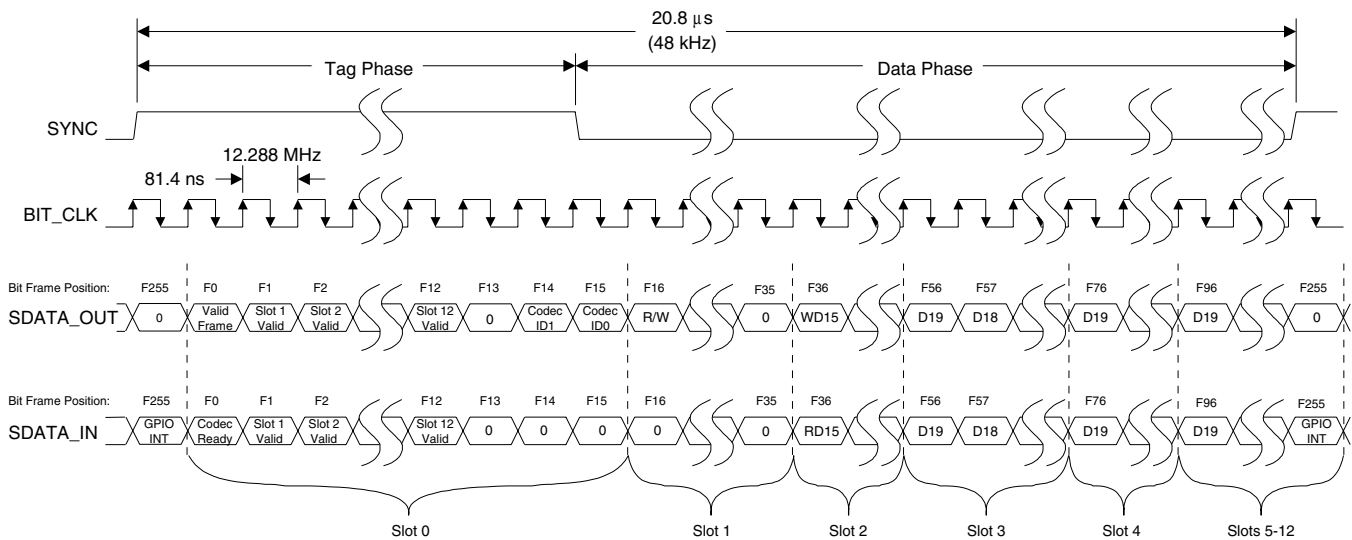 20.8 μs
(48 kHz)
Tag Phase
Data Phase
SYNC
12.288 MHz
81.4 ns
BIT_CLK
Bit Frame Position: F255 F0 F1 F2 F12 F13 F14 F15 F16 F35 F36 F56 F57 F76 F96 F255
SDATA_OUT 0 Valid Frame Slot 1 Valid Slot 2 Valid Slot 12 Valid 0 Codec ID1 Codec ID0 R/W 0 WD15 D19 D18 D19 D19 0
Bit Frame Position: F255 F0 F1 F2 F12 F13 F14 F15 F16 F35 F36 F56 F57 F76 F96 F255
SDATA_IN GPIO INT Codec Ready Slot 1 Valid Slot 2 Valid Slot 12 Valid 0 0 0 0 0 RD15 D19 D18 D19 D19 GPIO INT
Slot 0 Slot 1 Slot 2 Slot 3 Slot 4 Slots 5-12